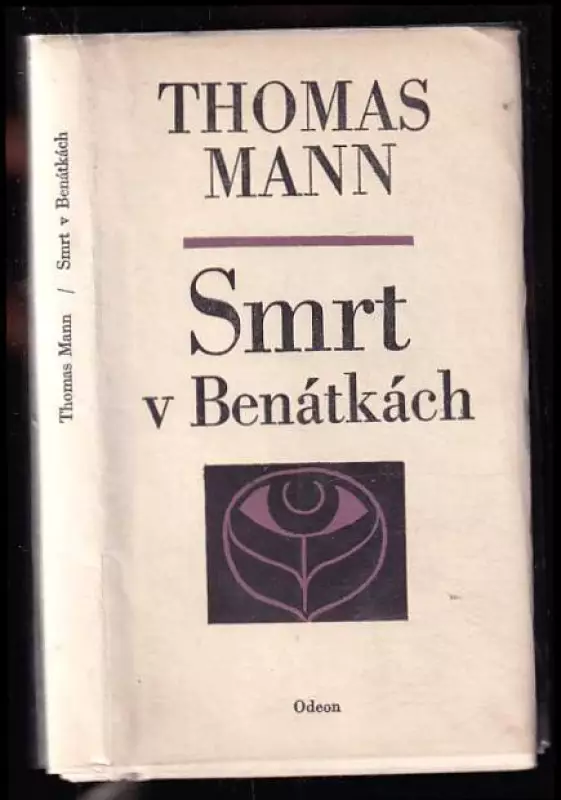 THOMAS
MANN
Smrt
v Benátkách
Odeon
Thomas Mann / Smrt v Benátkách